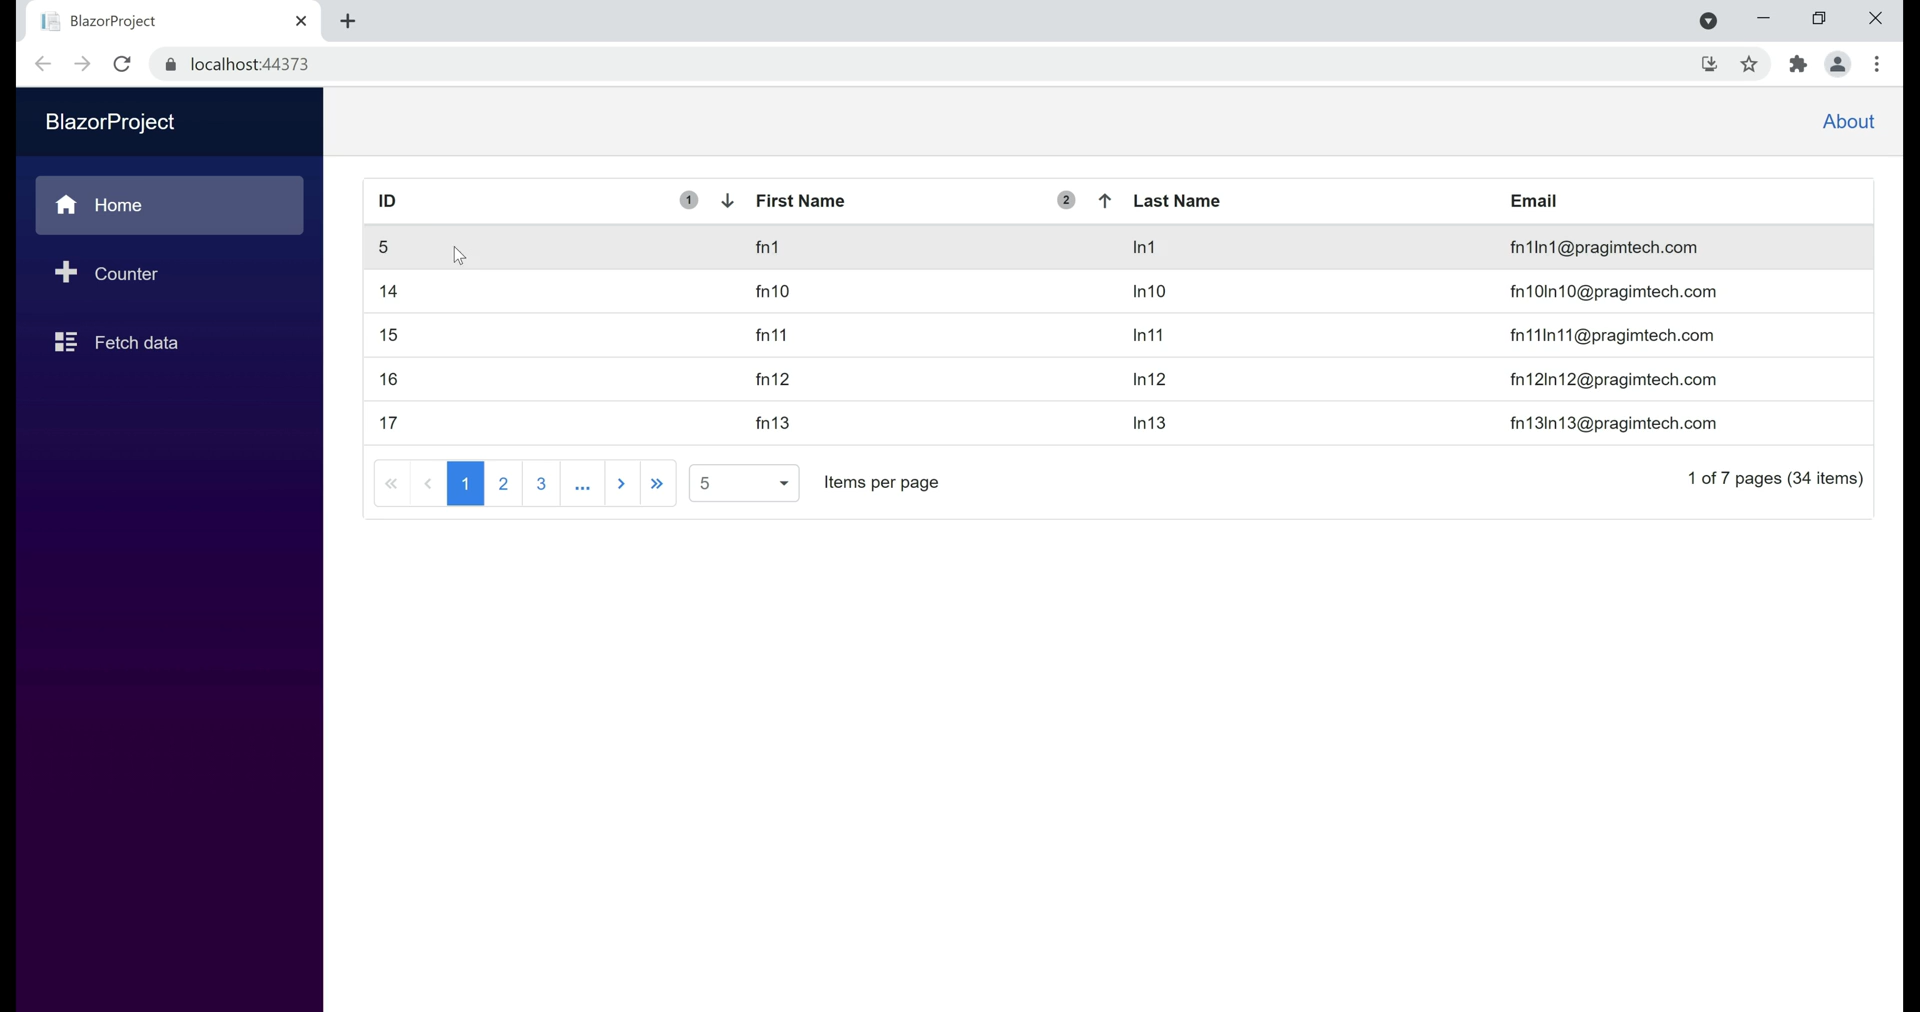 BlazorProject
localhost:44373
BlazorProject
About
Home
Counter
Fetch data
ID 1 First Name 2 Last Name Email
5 fn1 ln1 fn1ln1@pragimtech.com
14 fn10 ln10 fn10ln10@pragimtech.com
15 fn11 ln11 fn11ln11@pragimtech.com
16 fn12 ln12 fn12ln12@pragimtech.com
17 fn13 ln13 fn13ln13@pragimtech.com
« ‹ 1 2 3 ... › » 5 Items per page 1 of 7 pages (34 items)